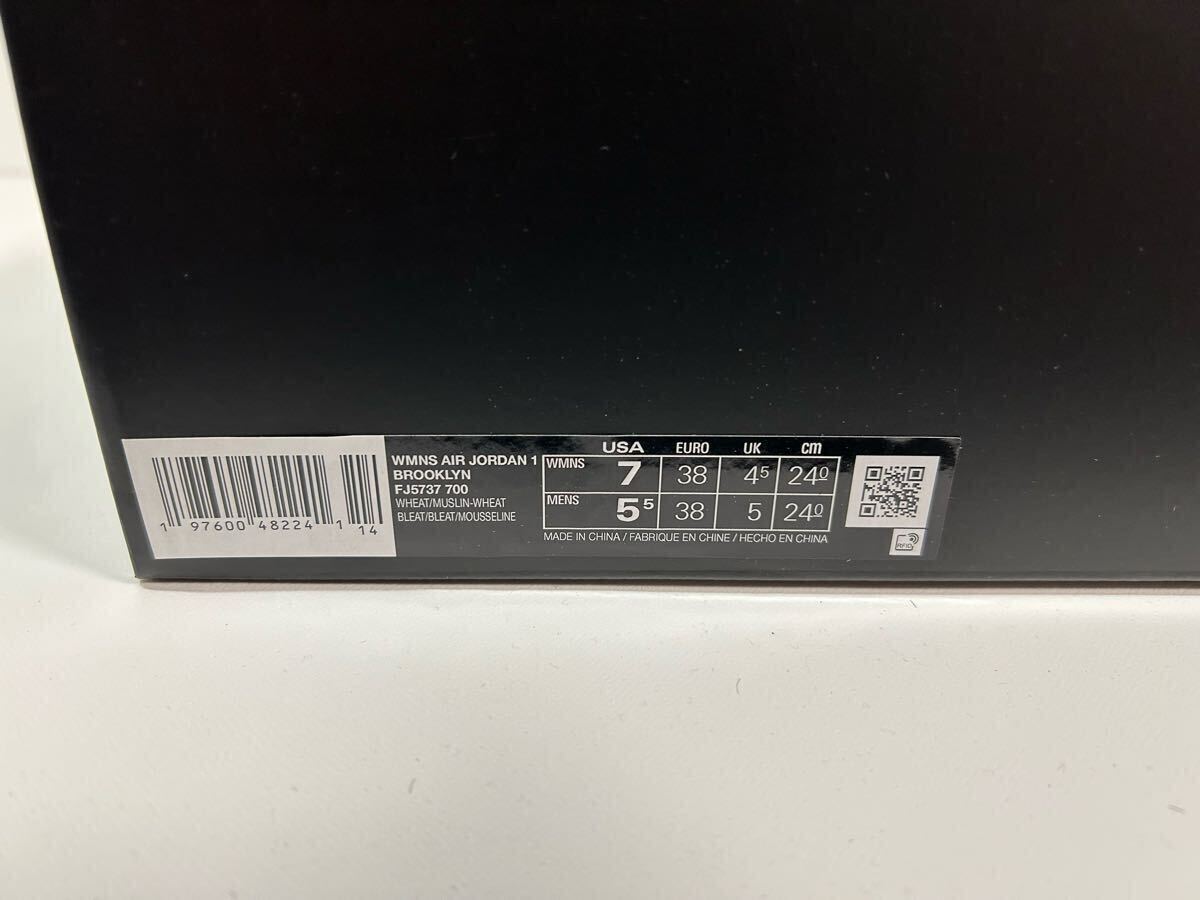 1 97600 48224 1 14
WMNS AIR JORDAN 1
BROOKLYN
FJ5737 700
WHEAT/MUSLIN-WHEAT
BLEAT/BLEAT/MOUSSELINE
USA EURO UK cm
WMNS 7 38 4⁵ 24⁰
MENS 5⁵ 38 5 24⁰
MADE IN CHINA / FABRIQUE EN CHINE / HECHO EN CHINA
RFID